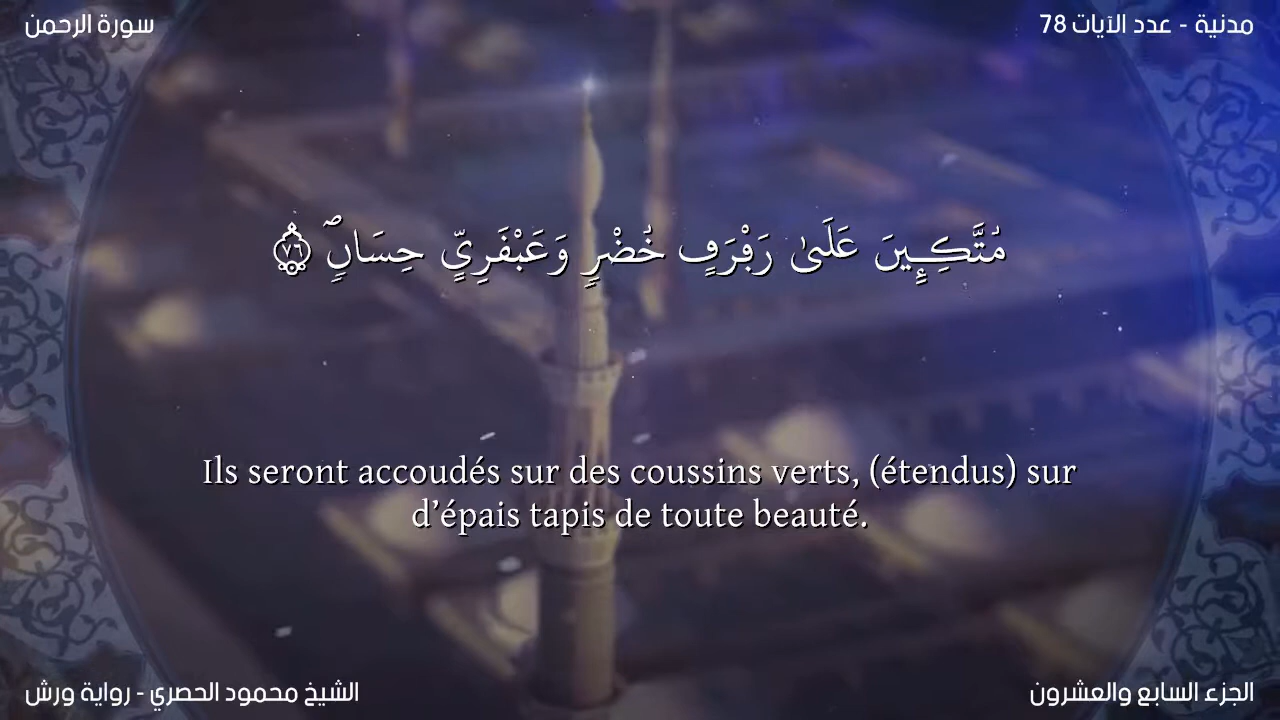 سورة الرحمن
مدنية - عدد الآيات 78
مُتَّكِـِٕينَ عَلَىٰ رَفْرَفٍ خُضْرٍ وَعَبْقَرِيٍّ حِسَانٖۖ ٧٦
Ils seront accoudés sur des coussins verts, (étendus) sur
d’épais tapis de toute beauté.
الشيخ محمود الحصري - رواية ورش
الجزء السابع والعشرون